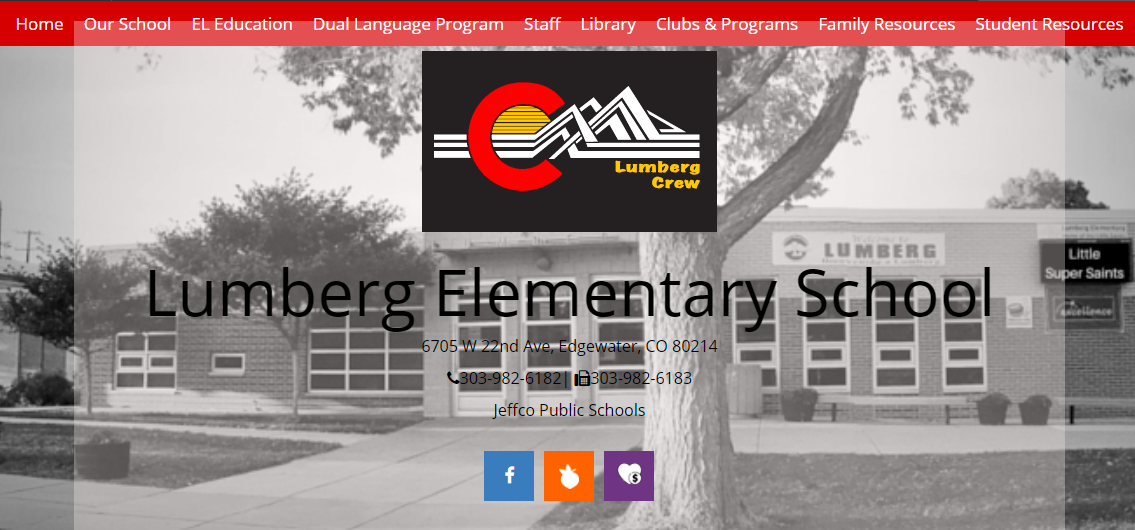 Home Our School EL Education Dual Language Program Staff Library Clubs & Programs Family Resources Student Resources
Lumberg
Crew
LUMBERG
Little
Super Saints
excellence
Lumberg Elementary School
6705 W 22nd Ave, Edgewater, CO 80214
303-982-6182| 303-982-6183
Jeffco Public Schools
f
$